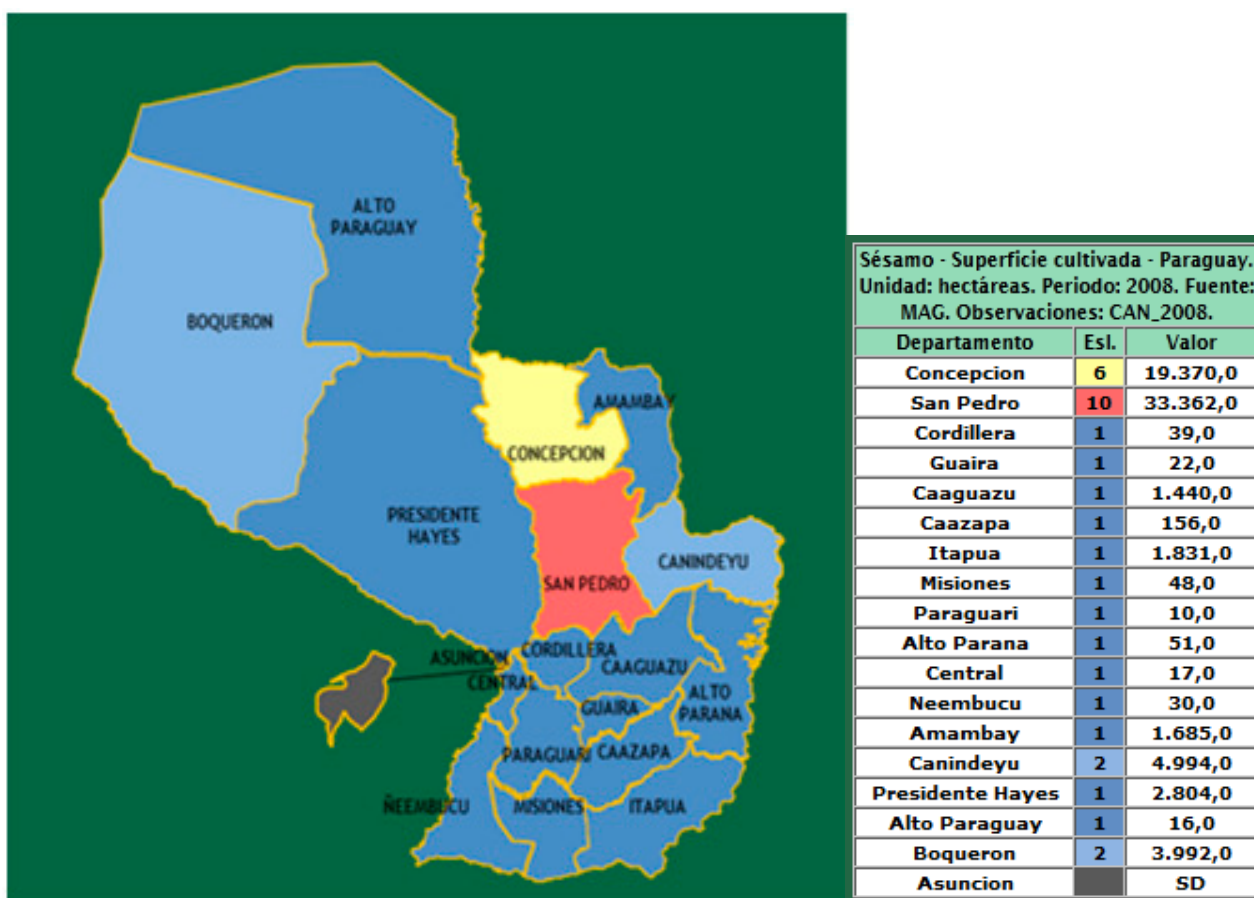 ALTO
PARAGUAY
BOQUERON
AMAMBAY
CONCEPCION
PRESIDENTE
HAYES
CANINDEYU
SAN PEDRO
ASUNCION
CORDILLERA
CAAGUAZU
CENTRAL
ALTO
PARANA
GUAIRA
PARAGUARI
CAAZAPA
ÑEEMBUCU
MISIONES
ITAPUA
Sésamo - Superficie cultivada - Paraguay.
Unidad: hectáreas. Periodo: 2008. Fuente:
MAG. Observaciones: CAN_2008.
Departamento Esl. Valor
Concepcion 6 19.370,0
San Pedro 10 33.362,0
Cordillera 1 39,0
Guaira 1 22,0
Caaguazu 1 1.440,0
Caazapa 1 156,0
Itapua 1 1.831,0
Misiones 1 48,0
Paraguari 1 10,0
Alto Parana 1 51,0
Central 1 17,0
Neembucu 1 30,0
Amambay 1 1.685,0
Canindeyu 2 4.994,0
Presidente Hayes 1 2.804,0
Alto Paraguay 1 16,0
Boqueron 2 3.992,0
Asuncion SD